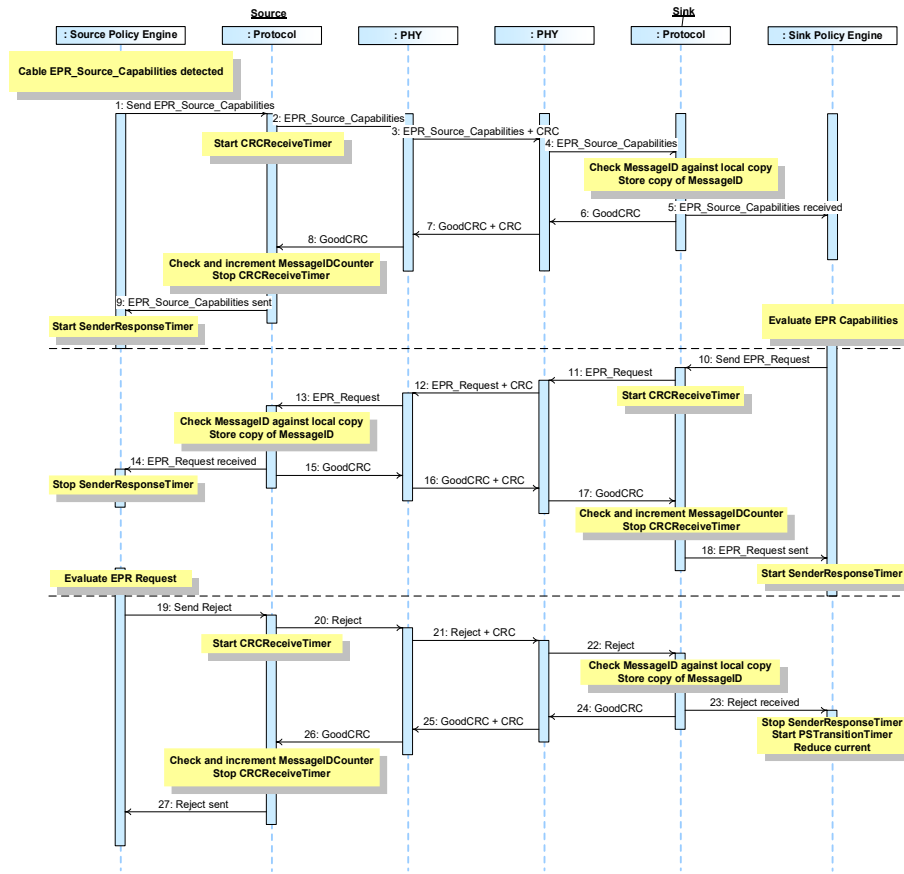 Source
Sink
: Source Policy Engine
: Protocol
: PHY
: PHY
: Protocol
: Sink Policy Engine
Cable EPR_Source_Capabilities detected
1: Send EPR_Source_Capabilities
2: EPR_Source_Capabilities
3: EPR_Source_Capabilities + CRC
Start CRCReceiveTimer
4: EPR_Source_Capabilities
Check MessageID against local copy
Store copy of MessageID
5: EPR_Source_Capabilities received
6: GoodCRC
7: GoodCRC + CRC
8: GoodCRC
Check and increment MessageIDCounter
Stop CRCReceiveTimer
9: EPR_Source_Capabilities sent
Start SenderResponseTimer
Evaluate EPR Capabilities
10: Send EPR_Request
11: EPR_Request
12: EPR_Request + CRC
Start CRCReceiveTimer
13: EPR_Request
Check MessageID against local copy
Store copy of MessageID
14: EPR_Request received
15: GoodCRC
Stop SenderResponseTimer
16: GoodCRC + CRC
17: GoodCRC
Check and increment MessageIDCounter
Stop CRCReceiveTimer
18: EPR_Request sent
Start SenderResponseTimer
Evaluate EPR Request
19: Send Reject
20: Reject
21: Reject + CRC
Start CRCReceiveTimer
22: Reject
Check MessageID against local copy
Store copy of MessageID
23: Reject received
24: GoodCRC
25: GoodCRC + CRC
26: GoodCRC
Stop SenderResponseTimer
Start PSTransitionTimer
Reduce current
Check and increment MessageIDCounter
Stop CRCReceiveTimer
27: Reject sent